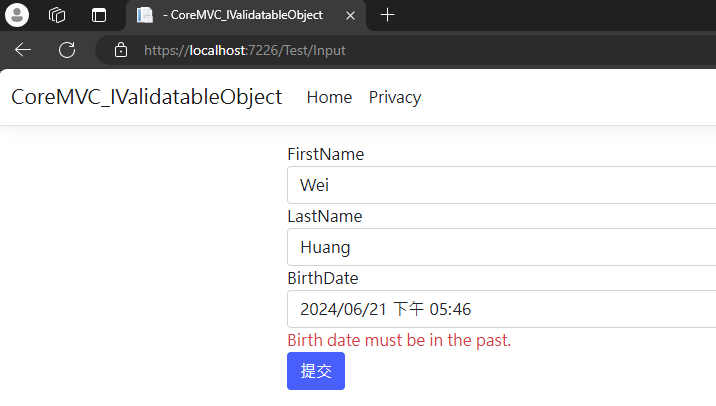 - CoreMVC_IValidatableObject
https://localhost:7226/Test/Input
CoreMVC_IValidatableObject Home Privacy
FirstName
Wei
LastName
Huang
BirthDate
2024/06/21 下午 05:46
Birth date must be in the past.
提交